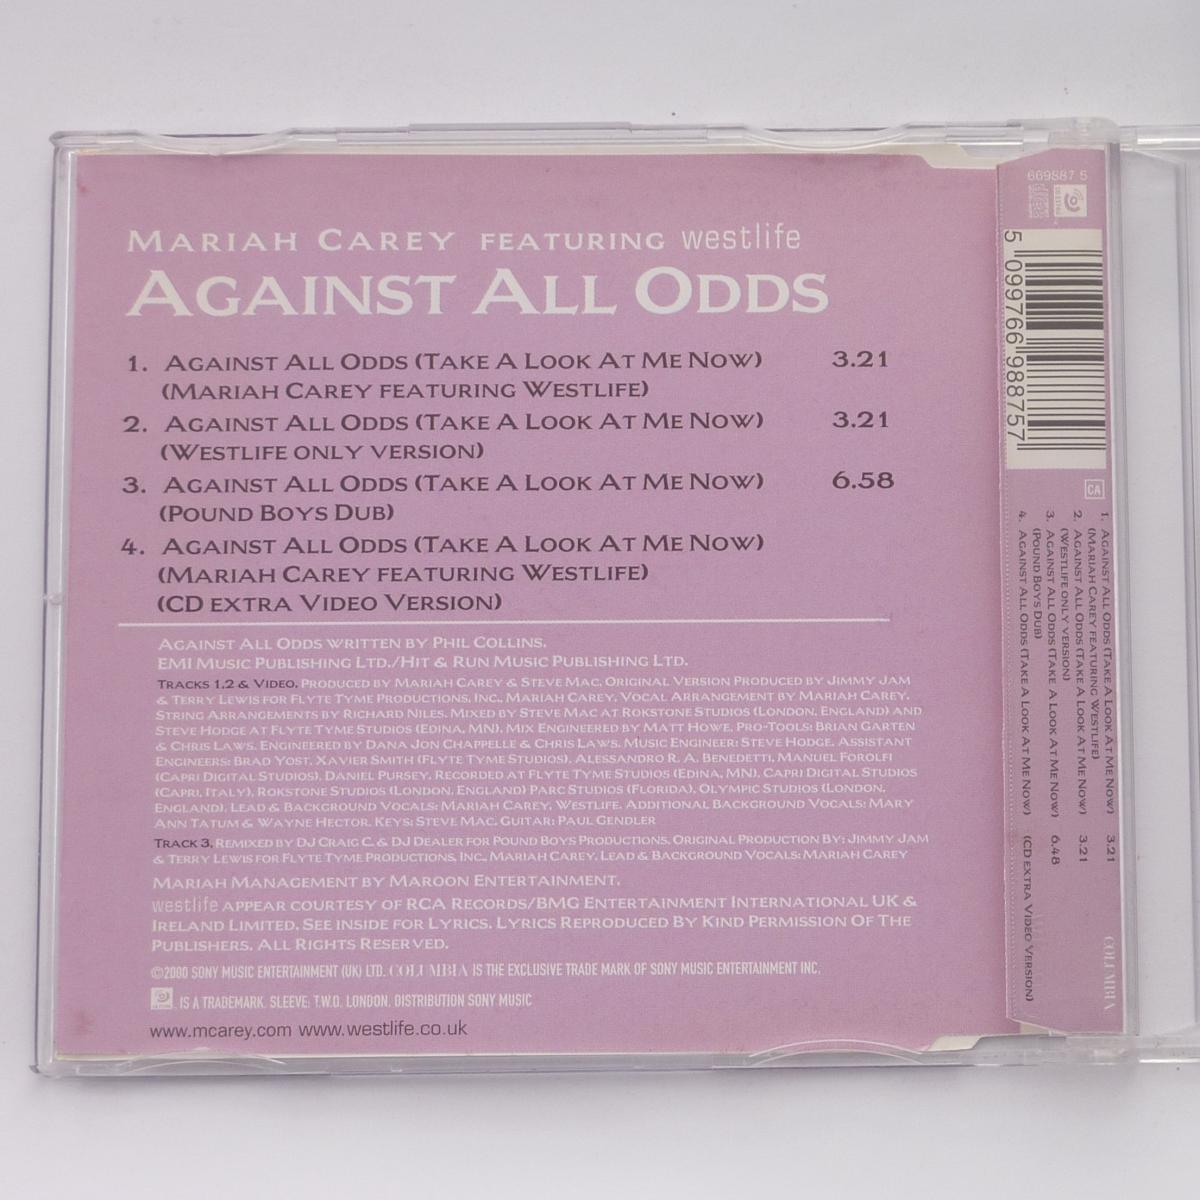 MARIAH CAREY FEATURING westlife
AGAINST ALL ODDS
1. AGAINST ALL ODDS (TAKE A LOOK AT ME NOW) 3.21
(MARIAH CAREY FEATURING WESTLIFE)
2. AGAINST ALL ODDS (TAKE A LOOK AT ME NOW) 3.21
(WESTLIFE ONLY VERSION)
3. AGAINST ALL ODDS (TAKE A LOOK AT ME NOW) 6.58
(POUND BOYS DUB)
4. AGAINST ALL ODDS (TAKE A LOOK AT ME NOW)
(MARIAH CAREY FEATURING WESTLIFE)
(CD EXTRA VIDEO VERSION)
AGAINST ALL ODDS WRITTEN BY PHIL COLLINS.
EMI MUSIC PUBLISHING LTD./HIT & RUN MUSIC PUBLISHING LTD.
TRACKS 1,2 & VIDEO. PRODUCED BY MARIAH CAREY & STEVE MAC. ORIGINAL VERSION PRODUCED BY JIMMY JAM
& TERRY LEWIS FOR FLYTE TYME PRODUCTIONS, INC., MARIAH CAREY. VOCAL ARRANGEMENT BY MARIAH CAREY.
STRING ARRANGEMENTS BY RICHARD NILES. MIXED BY STEVE MAC AT ROKSTONE STUDIOS (LONDON, ENGLAND) AND
STEVE HODGE AT FLYTE TYME STUDIOS (EDINA, MN). MIX ENGINEERED BY MATT HOWE. PRO-TOOLS: BRIAN GARTEN
& CHRIS LAWS. ENGINEERED BY DANA JON CHAPPELLE & CHRIS LAWS. MUSIC ENGINEER: STEVE HODGE. ASSISTANT
ENGINEERS: BRAD YOST, XAVIER SMITH (FLYTE TYME STUDIOS), ALESSANDRO R. A. BENEDETTI, MANUEL FOROLFI
(CAPRI DIGITAL STUDIOS), DANIEL PURSEY. RECORDED AT FLYTE TYME STUDIOS (EDINA, MN), CAPRI DIGITAL STUDIOS
(CAPRI, ITALY), ROKSTONE STUDIOS (LONDON, ENGLAND) PARC STUDIOS (FLORIDA), OLYMPIC STUDIOS (LONDON,
ENGLAND). LEAD & BACKGROUND VOCALS: MARIAH CAREY, WESTLIFE. ADDITIONAL BACKGROUND VOCALS: MARY
ANN TATUM & WAYNE HECTOR. KEYS: STEVE MAC. GUITAR: PAUL GENDLER
TRACK 3. REMIXED BY DJ CRAIG C. & DJ DEALER FOR POUND BOYS PRODUCTIONS. ORIGINAL PRODUCTION BY: JIMMY JAM
& TERRY LEWIS FOR FLYTE TYME PRODUCTIONS, INC., MARIAH CAREY. LEAD & BACKGROUND VOCALS: MARIAH CAREY
MARIAH MANAGEMENT BY MAROON ENTERTAINMENT.
westlife APPEAR COURTESY OF RCA RECORDS/BMG ENTERTAINMENT INTERNATIONAL UK &
IRELAND LIMITED. SEE INSIDE FOR LYRICS. LYRICS REPRODUCED BY KIND PERMISSION OF THE
PUBLISHERS. ALL RIGHTS RESERVED.
©2000 SONY MUSIC ENTERTAINMENT (UK) LTD. COLUMBIA IS THE EXCLUSIVE TRADE MARK OF SONY MUSIC ENTERTAINMENT INC.
IS A TRADEMARK. SLEEVE: T.W.O. LONDON. DISTRIBUTION SONY MUSIC
www.mcarey.com www.westlife.co.uk
669887 5
5 099766 988757
CA
1. AGAINST ALL ODDS (TAKE A LOOK AT ME NOW) 3.21
(MARIAH CAREY FEATURING WESTLIFE)
2. AGAINST ALL ODDS (TAKE A LOOK AT ME NOW) 3.21
(WESTLIFE ONLY VERSION)
3. AGAINST ALL ODDS (TAKE A LOOK AT ME NOW) 6.48
(POUND BOYS DUB)
4. AGAINST ALL ODDS (TAKE A LOOK AT ME NOW) (CD EXTRA VIDEO VERSION)
COLUMBIA